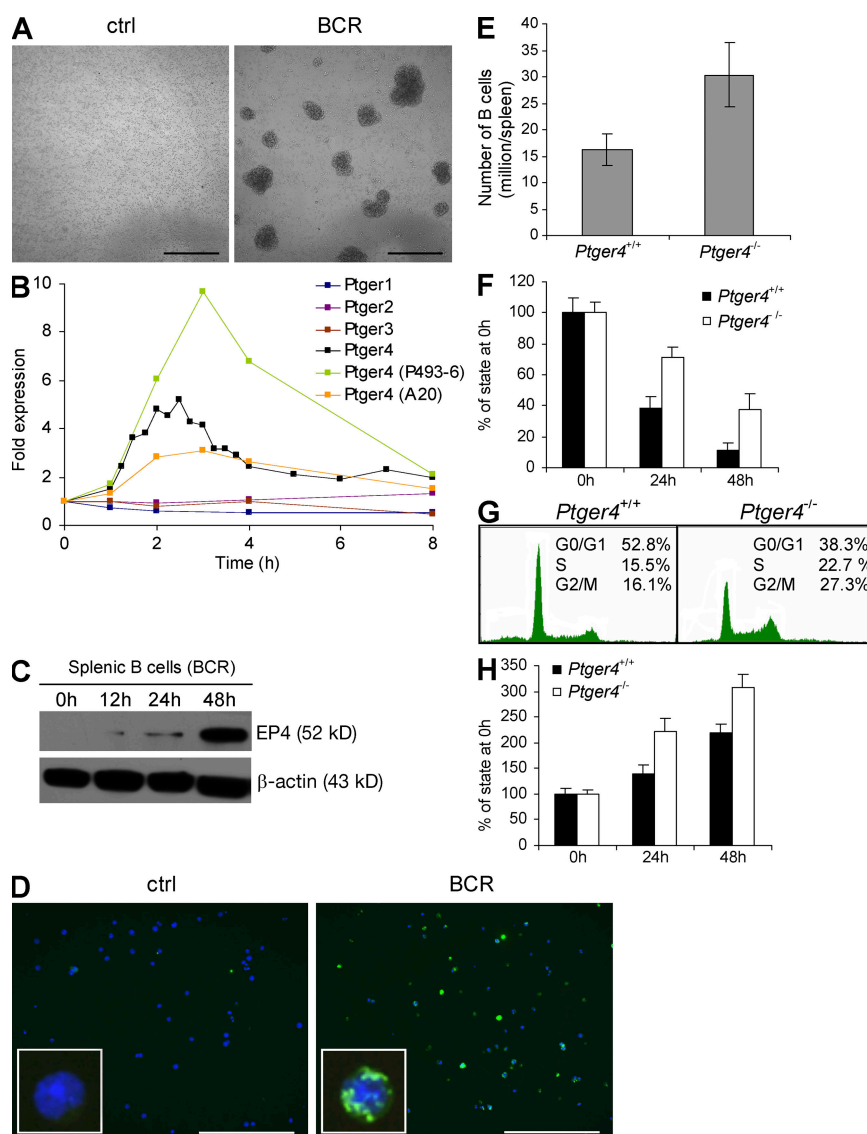 A
ctrl
BCR
B
10
8
6
4
2
0
Fold expression
0
2
4
6
8
Time (h)
Ptger1
Ptger2
Ptger3
Ptger4
Ptger4 (P493-6)
Ptger4 (A20)
C
Splenic B cells (BCR)
0h 12h 24h 48h
EP4 (52 kD)
β-actin (43 kD)
D
ctrl
BCR
E
Number of B cells
(million/spleen)
40
35
30
25
20
15
10
5
0
Ptger4+/+
Ptger4-/-
F
% of state at 0h
120
100
80
60
40
20
0
Ptger4+/+
Ptger4- /-
0h
24h
48h
G
Ptger4+/+
G0/G1 52.8%
S 15.5%
G2/M 16.1%
Ptger4-/-
G0/G1 38.3%
S 22.7 %
G2/M 27.3%
H
% of state at 0h
350
300
250
200
150
100
50
0
Ptger4+/+
Ptger4-/-
0h
24h
48h